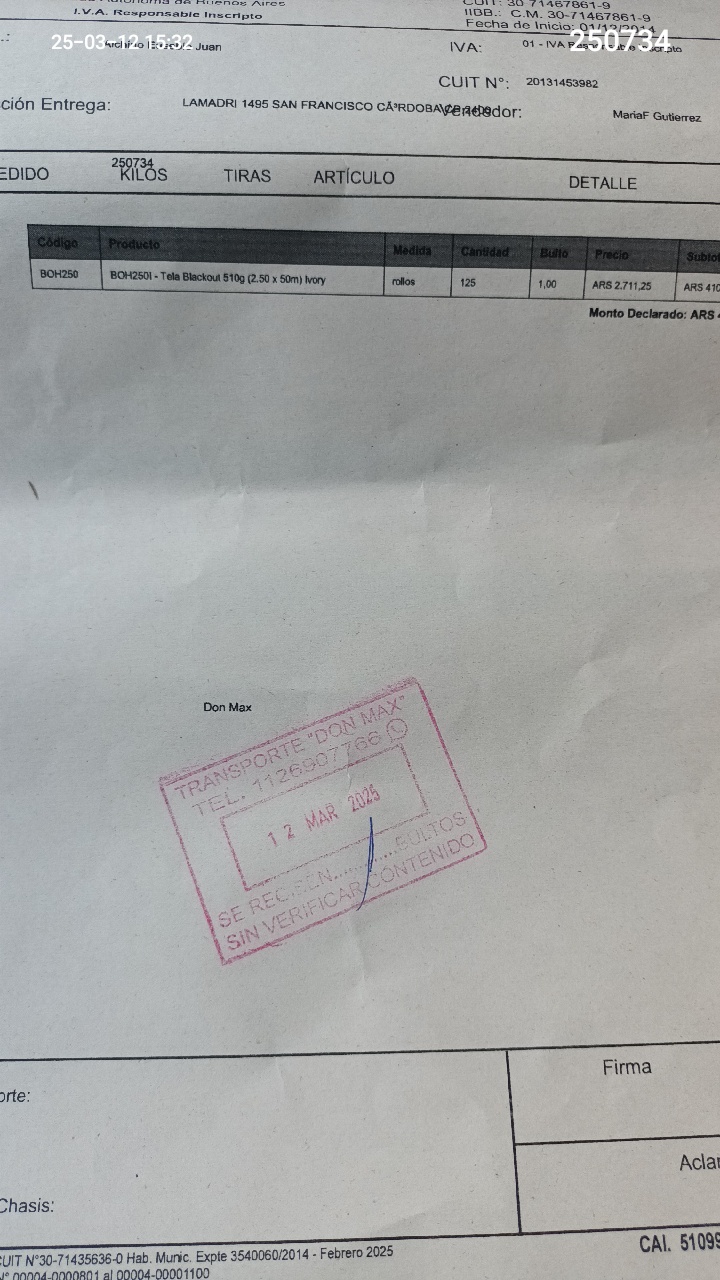 Autónoma de Buenos Aires
I.V.A. Responsable Inscripto
CUIT: 30 71467861-9
IIBB.: C.M. 30-71467861-9
Fecha de Inicio: 01/12/2014
25-03-12 15:32
250734
Juan
IVA:
01 - IVA Responsable Inscripto
CUIT N°:
20131453982
ción Entrega:
LAMADRI 1495 SAN FRANCISCO CÃ³RDOBA
Vendedor:
MariaF Gutierrez
EDIDO
250734
KILOS
TIRAS
ARTÍCULO
DETALLE
Código Producto Medida Cantidad Bulto Precio Subtot
BOH250 BOH250I - Tela Blackout 510g (2.50 x 50m) Ivory rollos 125 1,00 ARS 2.711,25 ARS 410
Monto Declarado: ARS
Don Max
TRANSPORTE "DON MAX"
TEL. 1126907766
12 MAR 2025
SE RECIBEN............BULTOS
SIN VERIFICAR CONTENIDO
Firma
orte:
Aclar
Chasis:
CUIT N°30-71435636-0 Hab. Munic. Expte 3540060/2014 - Febrero 2025
CAI. 51099
N° 00004-0000801 al 00004-00001100